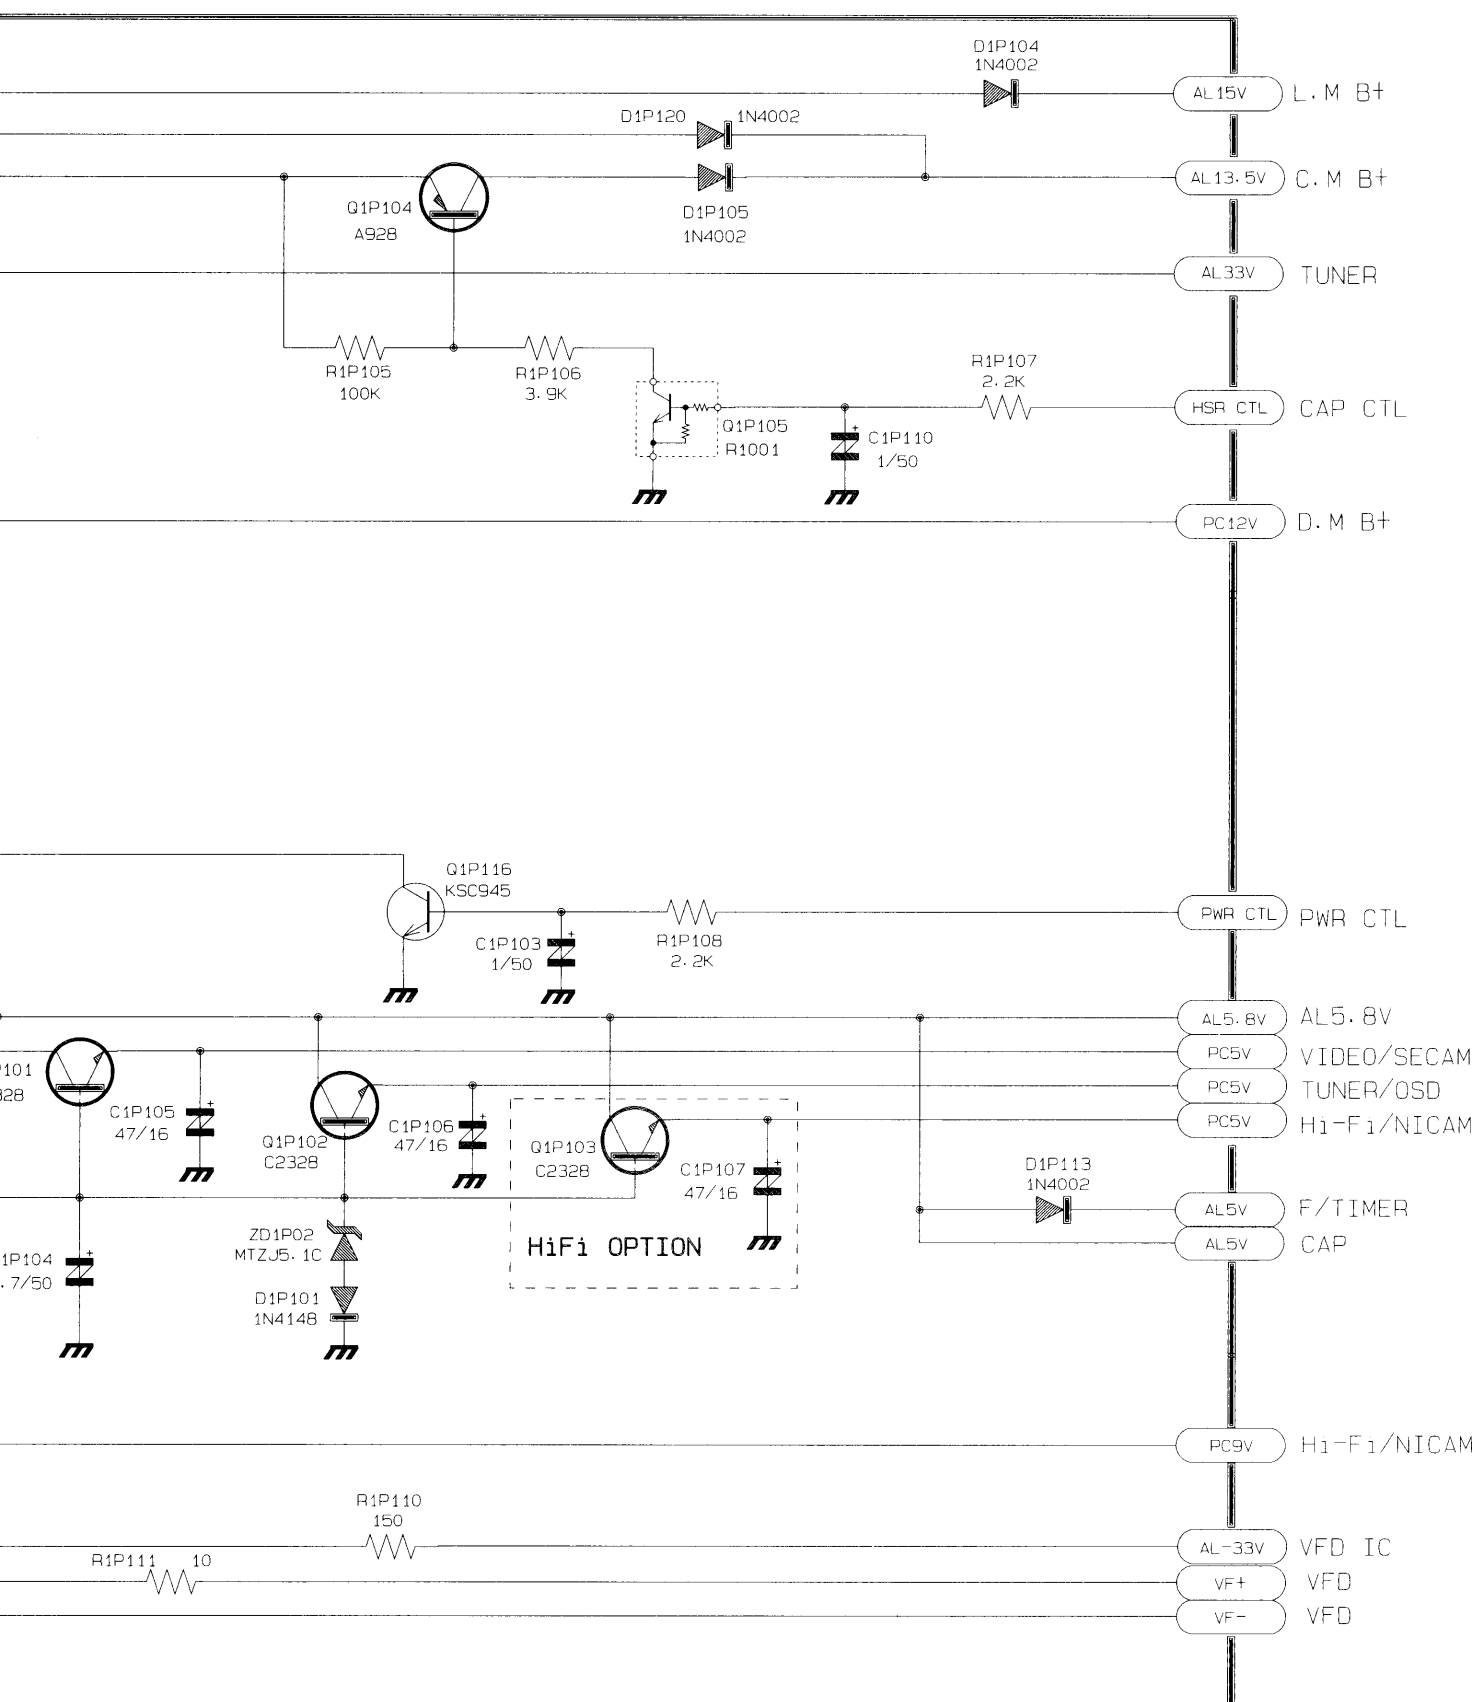 D1P104
1N4002
AL15V L.M B+
D1P120 1N4002
AL13.5V C.M B+
Q1P104
A928
D1P105
1N4002
AL33V TUNER
R1P105
100K
R1P106
3.9K
R1P107
2.2K
HSR CTL CAP CTL
Q1P105
R1001
+
C1P110
1/50
PC12V D.M B+
Q1P116
KSC945
PWR CTL PWR CTL
C1P103
1/50
+
R1P108
2.2K
AL5.8V AL5.8V
PC5V VIDEO/SECAM
P101
328
PC5V TUNER/OSD
C1P105
47/16
+
PC5V Hi-Fi/NICAM
Q1P102
C2328
C1P106
47/16
+
Q1P103
C2328
C1P107
47/16
+
D1P113
1N4002
AL5V F/TIMER
ZD1P02
MTZJ5.1C
HiFi OPTION
AL5V CAP
1P104
.7/50
+
D1P101
1N4148
PC9V Hi-Fi/NICAM
R1P110
150
AL-33V VFD IC
R1P111 10
VF+ VFD
VF- VFD